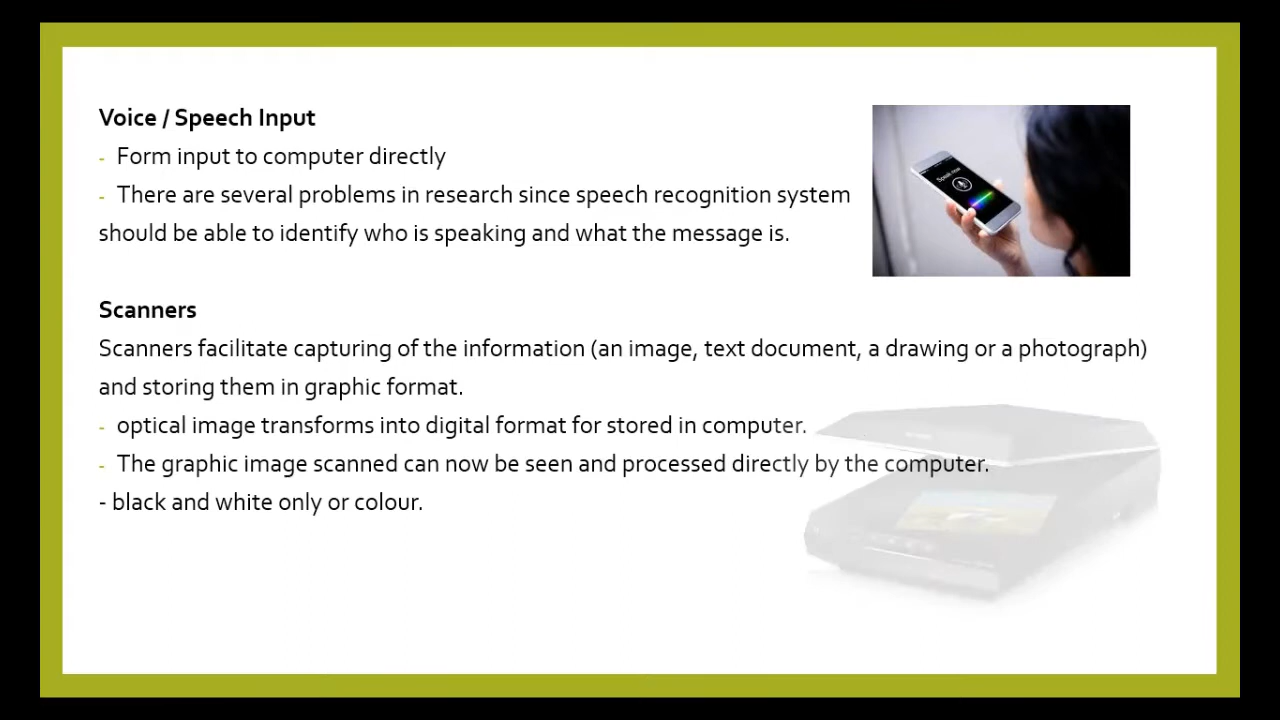 Voice / Speech Input
- Form input to computer directly
- There are several problems in research since speech recognition system
should be able to identify who is speaking and what the message is.
Speak now
Scanners
Scanners facilitate capturing of the information (an image, text document, a drawing or a photograph)
and storing them in graphic format.
- optical image transforms into digital format for stored in computer.
- The graphic image scanned can now be seen and processed directly by the computer.
- black and white only or colour.